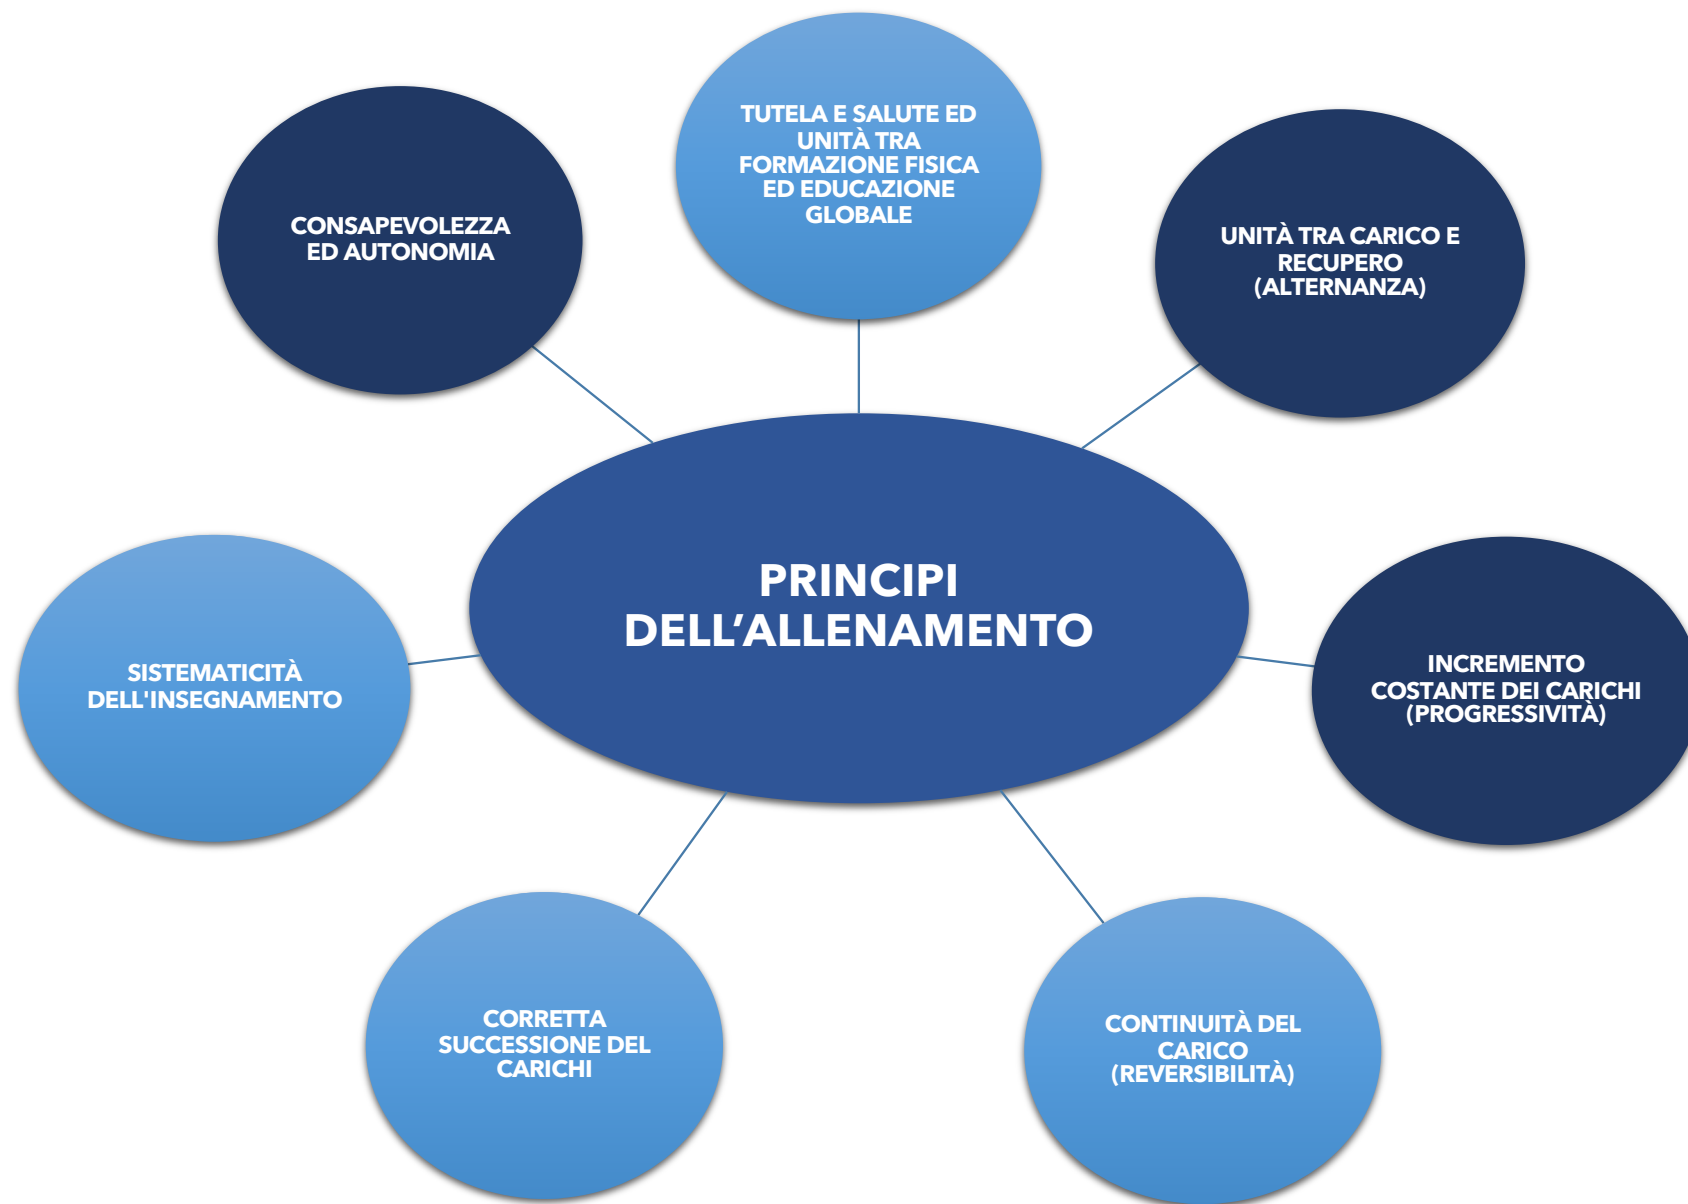 TUTELA E SALUTE ED
UNITÀ TRA
FORMAZIONE FISICA
ED EDUCAZIONE
GLOBALE
CONSAPEVOLEZZA
ED AUTONOMIA
UNITÀ TRA CARICO E
RECUPERO
(ALTERNANZA)
PRINCIPI
DELL’ALLENAMENTO
SISTEMATICITÀ
DELL'INSEGNAMENTO
INCREMENTO
COSTANTE DEI CARICHI
(PROGRESSIVITÀ)
CORRETTA
SUCCESSIONE DEL
CARICHI
CONTINUITÀ DEL
CARICO
(REVERSIBILITÀ)